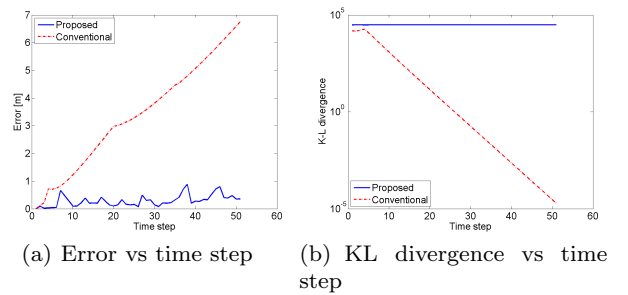 7
6
5
4
3
2
1
0
Error [m]
Proposed
Conventional
0 10 20 30 40 50 60
Time step
10^5
10^0
10^-5
K-L divergence
Proposed
Conventional
0 10 20 30 40 50 60
Time step
(a) Error vs time step
(b) KL divergence vs time
step